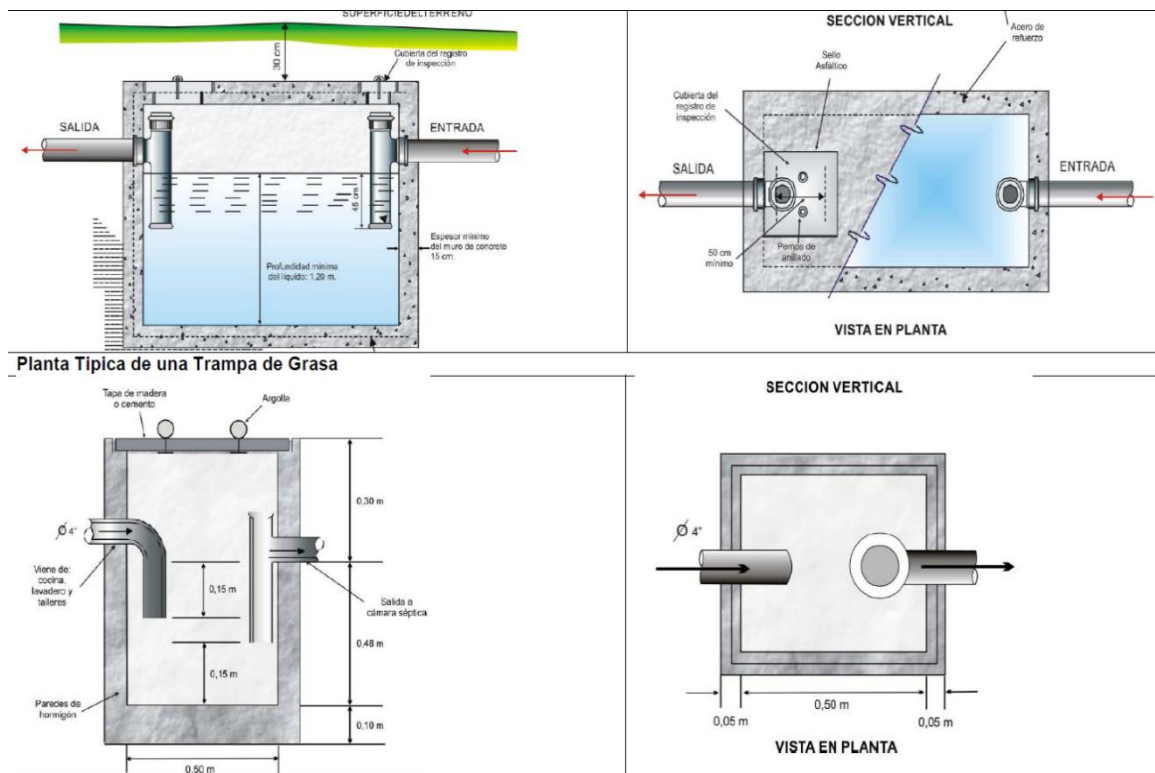 SUPERFICIEDELTERRENO
30 cm
Cubierta del registro
de inspección
SALIDA
ENTRADA
45 cm
Espesor mínimo
del muro de concreto
15 cm.
Profundidad mínima
del líquido: 1,20 m.
SECCION VERTICAL
Acero de
refuerzo
Sello
Asfáltico
Cubierta del
registro de
inspección
SALIDA
ENTRADA
50 cm
mínimo
Pernos de
anillado
VISTA EN PLANTA
Planta Tipica de una Trampa de Grasa
Tapa de madera
o cemento
Argolla
Ø 4"
0,30 m
Viene de:
cocina,
lavadero y
talleres
0,15 m
Salida a
cámara séptica
0,48 m
0,15 m
Paredes de
hormigón
0,10 m
0,50 m
SECCION VERTICAL
Ø 4"
0,05 m
0,50 m
0,05 m
VISTA EN PLANTA